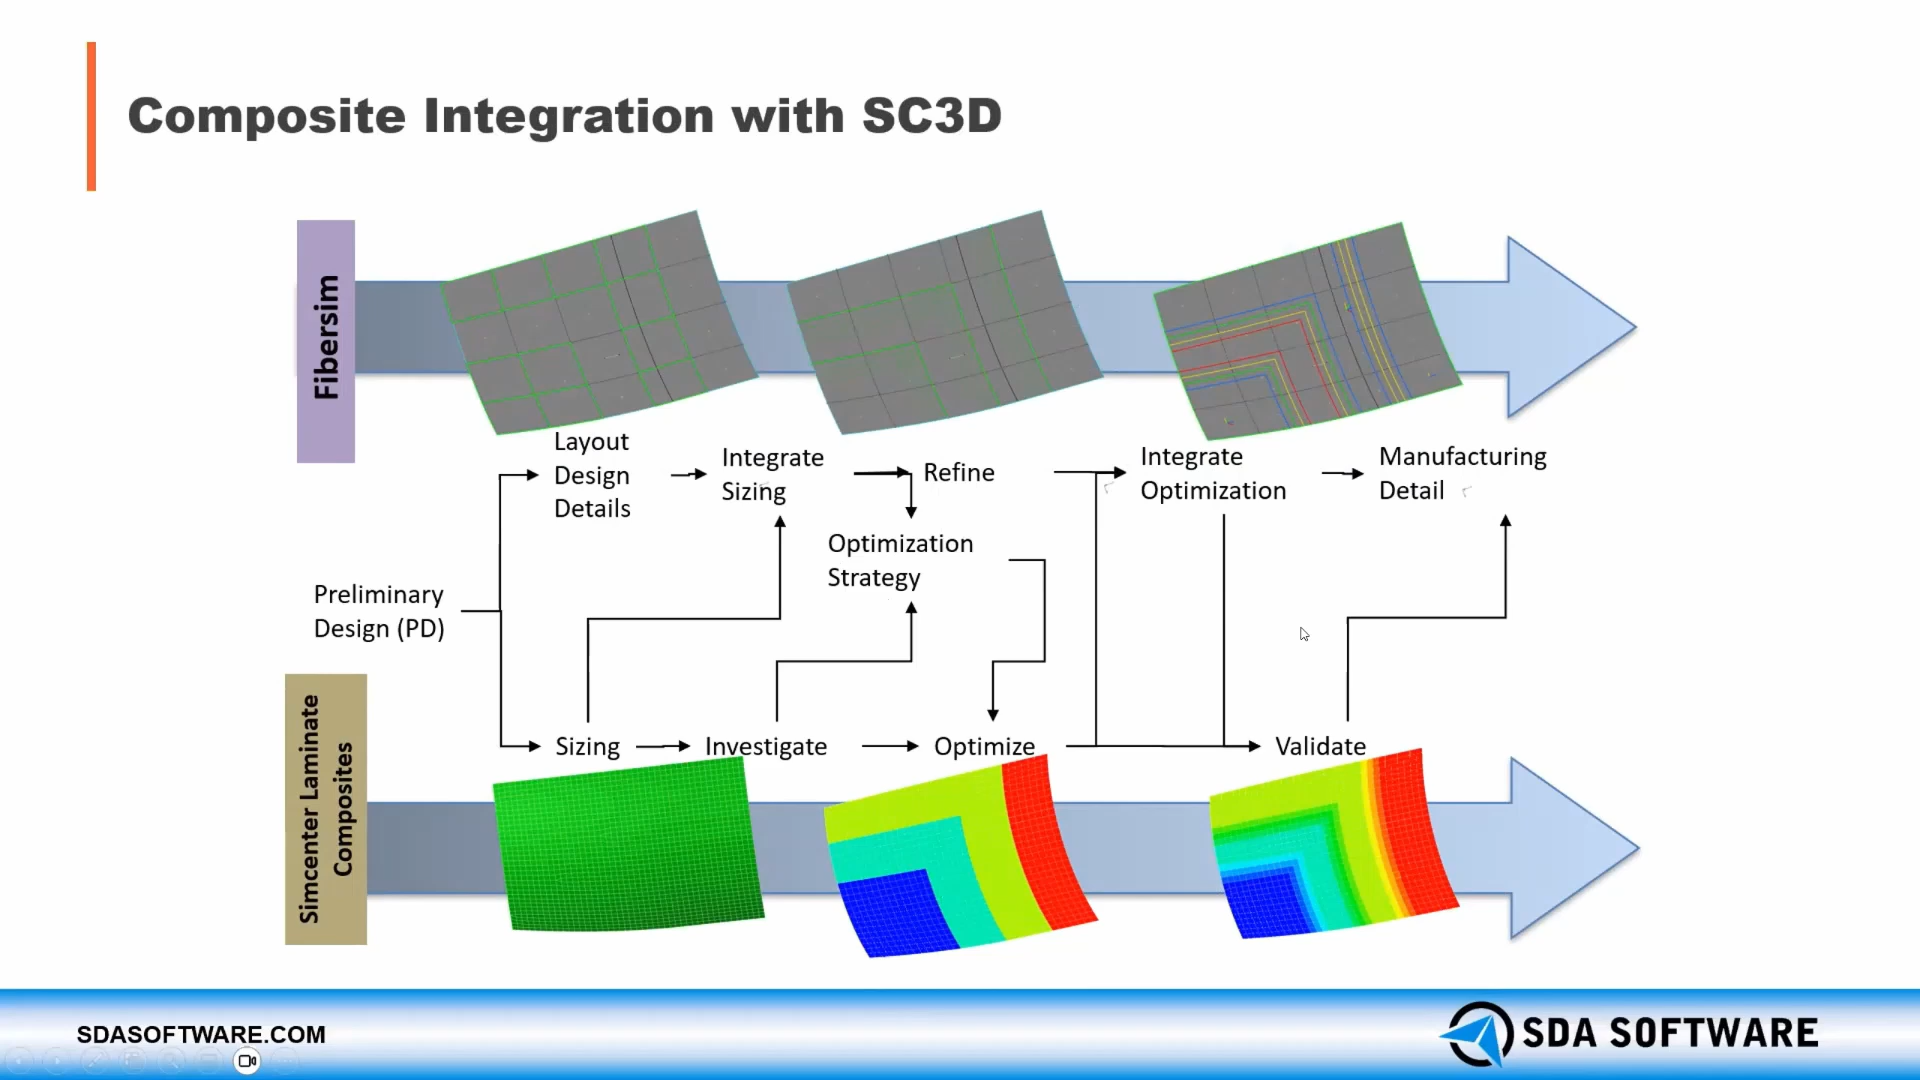 Composite Integration with SC3D
Fibersim
Layout
Design
Details
Integrate
Sizing
Refine
Integrate
Optimization
Manufacturing
Detail
Optimization
Strategy
Preliminary
Design (PD)
Simcenter Laminate
Composites
Sizing
Investigate
Optimize
Validate
SDASOFTWARE.COM
SDA SOFTWARE